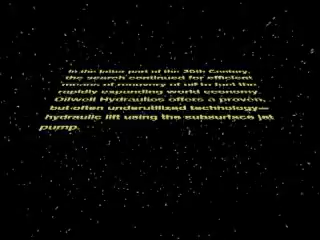 In the latter part of the 20th Century,
the search continued for efficient
means of recovery of oil to fuel the
rapidly expanding world economy.
Oilwell Hydraulics offers a proven,
but often underutilized technology—
hydraulic lift using the subsurface jet
pump.